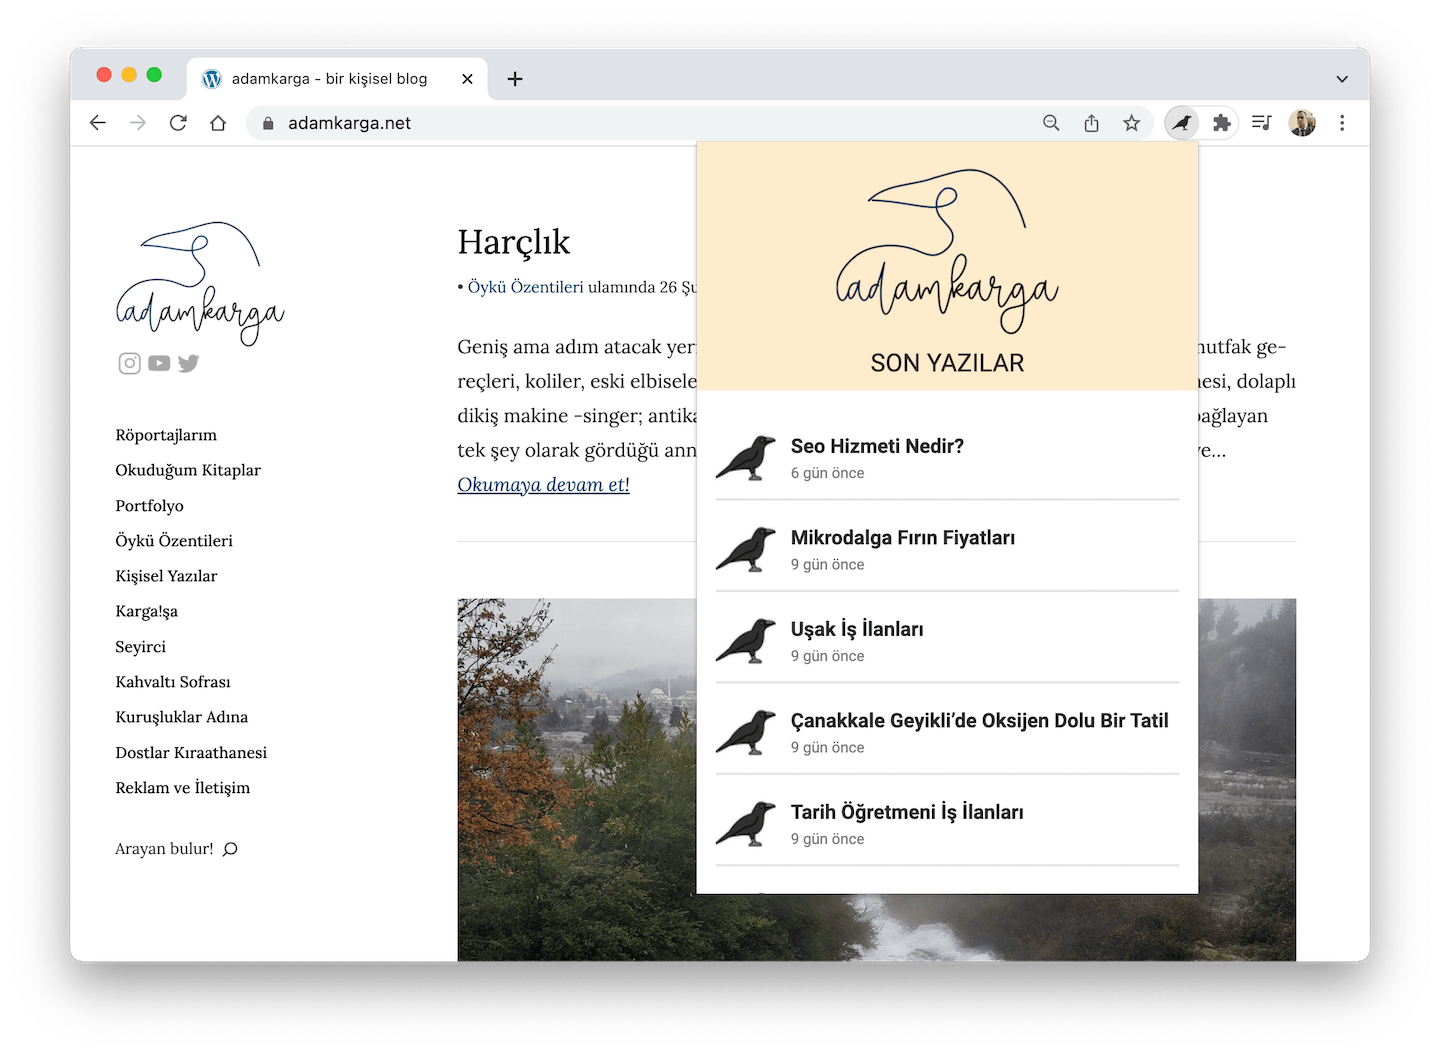 adamkarga - bir kişisel blog
adamkarga.net
adamkarga
Röportajlarım
Okuduğum Kitaplar
Portfolyo
Öykü Özentileri
Kişisel Yazılar
Karga!şa
Seyirci
Kahvaltı Sofrası
Kuruşluklar Adına
Dostlar Kıraathanesi
Reklam ve İletişim
Arayan bulur!
Harçlık
• Öykü Özentileri ulamında 26 Şu
Geniş ama adım atacak yer mutfak ge-
reçleri, koliler, eski elbisele nesi, dolaplı
dikiş makine -singer; antika bağlayan
tek şey olarak gördüğü ann ve...
Okumaya devam et!
adamkarga
SON YAZILAR
Seo Hizmeti Nedir?
6 gün önce
Mikrodalga Fırın Fiyatları
9 gün önce
Uşak İş İlanları
9 gün önce
Çanakkale Geyikli’de Oksijen Dolu Bir Tatil
9 gün önce
Tarih Öğretmeni İş İlanları
9 gün önce